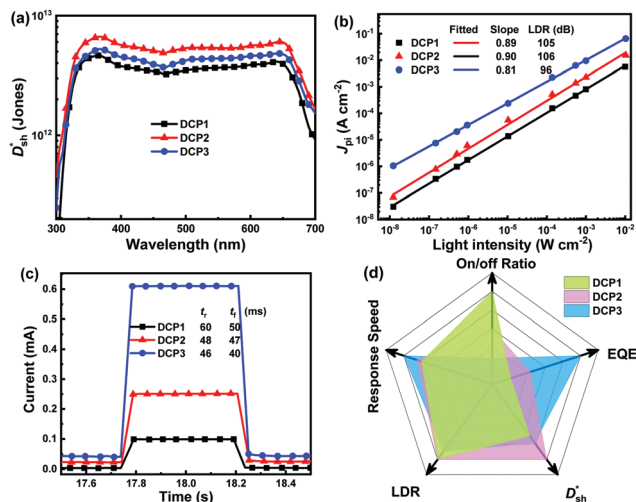 (a)
10^13
10^12
D*sh (Jones)
DCP1
DCP2
DCP3
300 400 500 600 700
Wavelength (nm)
(b)
Fitted Slope LDR (dB)
DCP1 0.89 105
DCP2 0.90 106
DCP3 0.81 96
10^0
10^-1
10^-2
10^-3
10^-4
10^-5
10^-6
10^-7
10^-8
J_pi (A cm^-2)
10^-8 10^-7 10^-6 10^-5 10^-4 10^-3 10^-2
Light intensity (W cm^-2)
(c)
0.6
0.5
0.4
0.3
0.2
0.1
0.0
Current (mA)
t_r t_f (ms)
DCP1 60 50
DCP2 48 47
DCP3 46 40
17.6 17.8 18.0 18.2 18.4
Time (s)
(d)
On/off Ratio
DCP1
DCP2
DCP3
Response Speed
EQE
LDR
D*sh